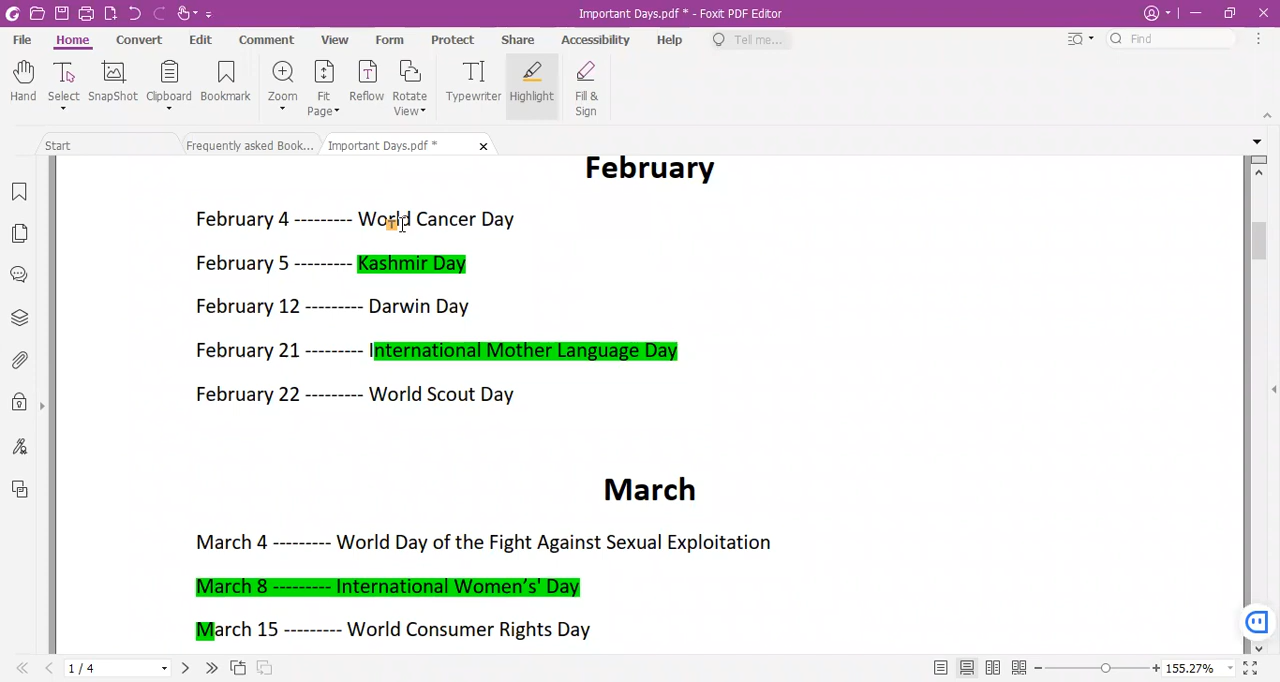 Important Days.pdf * - Foxit PDF Editor
File Home Convert Edit Comment View Form Protect Share Accessibility Help Tell me... Find
Hand Select SnapShot Clipboard Bookmark Zoom Fit Page Reflow Rotate View Typewriter Highlight Fill & Sign
Start Frequently asked Book... Important Days.pdf *
February
February 4 --------- World Cancer Day
February 5 --------- Kashmir Day
February 12 --------- Darwin Day
February 21 --------- International Mother Language Day
February 22 --------- World Scout Day
March
March 4 --------- World Day of the Fight Against Sexual Exploitation
March 8 --------- International Women’s' Day
March 15 --------- World Consumer Rights Day
1 / 4 155.27%